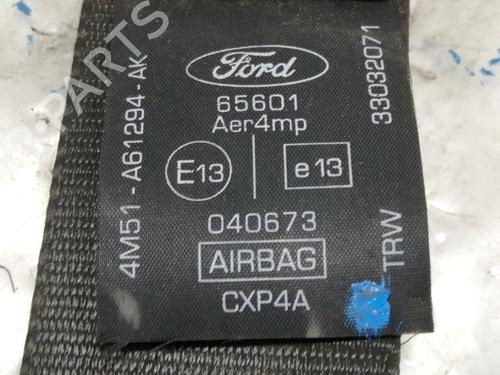 Ford
65601
Aer4mp
E13
e13
040673
AIRBAG
CXP4A
4M51-A61294-AK
33032071
TRW
PARTS